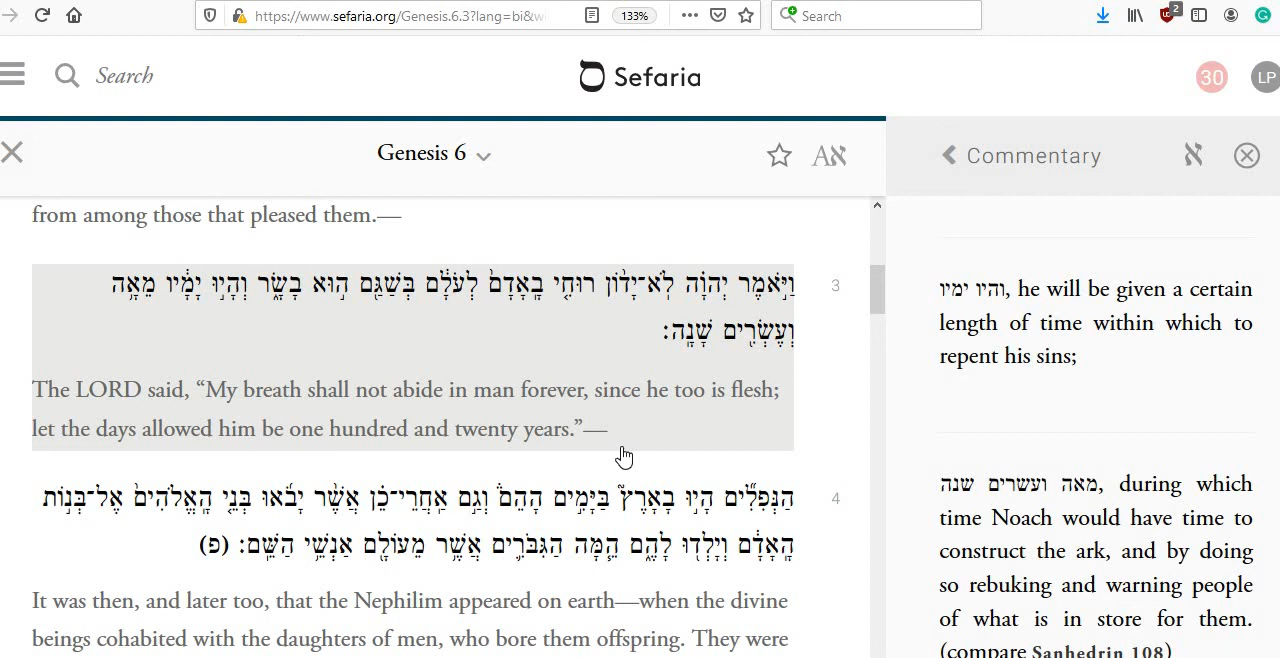 https://www.sefaria.org/Genesis.6.3?lang=bi&w
133%
Search
2
Search
Sefaria
30
LP
Genesis 6
Commentary
from among those that pleased them.—
וַיֹּ֣אמֶר יְהוָ֗ה לֹֽא־יָד֨וֹן רוּחִ֤י בָֽאָדָם֙ לְעֹלָ֔ם בְּשַׁגַּ֖ם ה֣וּא בָשָׂ֑ר וְהָי֣וּ יָמָ֔יו מֵאָ֥ה
3
וְעֶשְׂרִ֖ים שָׁנָֽה׃
The LORD said, “My breath shall not abide in man forever, since he too is flesh;
let the days allowed him be one hundred and twenty years.”—
הַנְּפִלִ֞ים הָי֣וּ בָאָרֶץ֮ בַּיָּמִ֣ים הָהֵם֒ וְגַ֣ם אַֽחֲרֵי־כֵ֗ן אֲשֶׁ֨ר יָבֹ֜אוּ בְּנֵ֤י הָֽאֱלֹהִים֙ אֶל־בְּנ֣וֹת
4
הָֽאָדָ֔ם וְיָלְד֖וּ לָהֶ֑ם הֵ֧מָּה הַגִּבֹּרִ֛ים אֲשֶׁ֥ר מֵעוֹלָ֖ם אַנְשֵׁ֥י הַשֵּֽׁם׃ (פ)
It was then, and later too, that the Nephilim appeared on earth—when the divine
beings cohabited with the daughters of men, who bore them offspring. They were
והיו ימיו, he will be given a certain
length of time within which to
repent his sins;
מאה ועשרים שנה, during which
time Noach would have time to
construct the ark, and by doing
so rebuking and warning people
of what is in store for them.
(compare Sanhedrin 108)